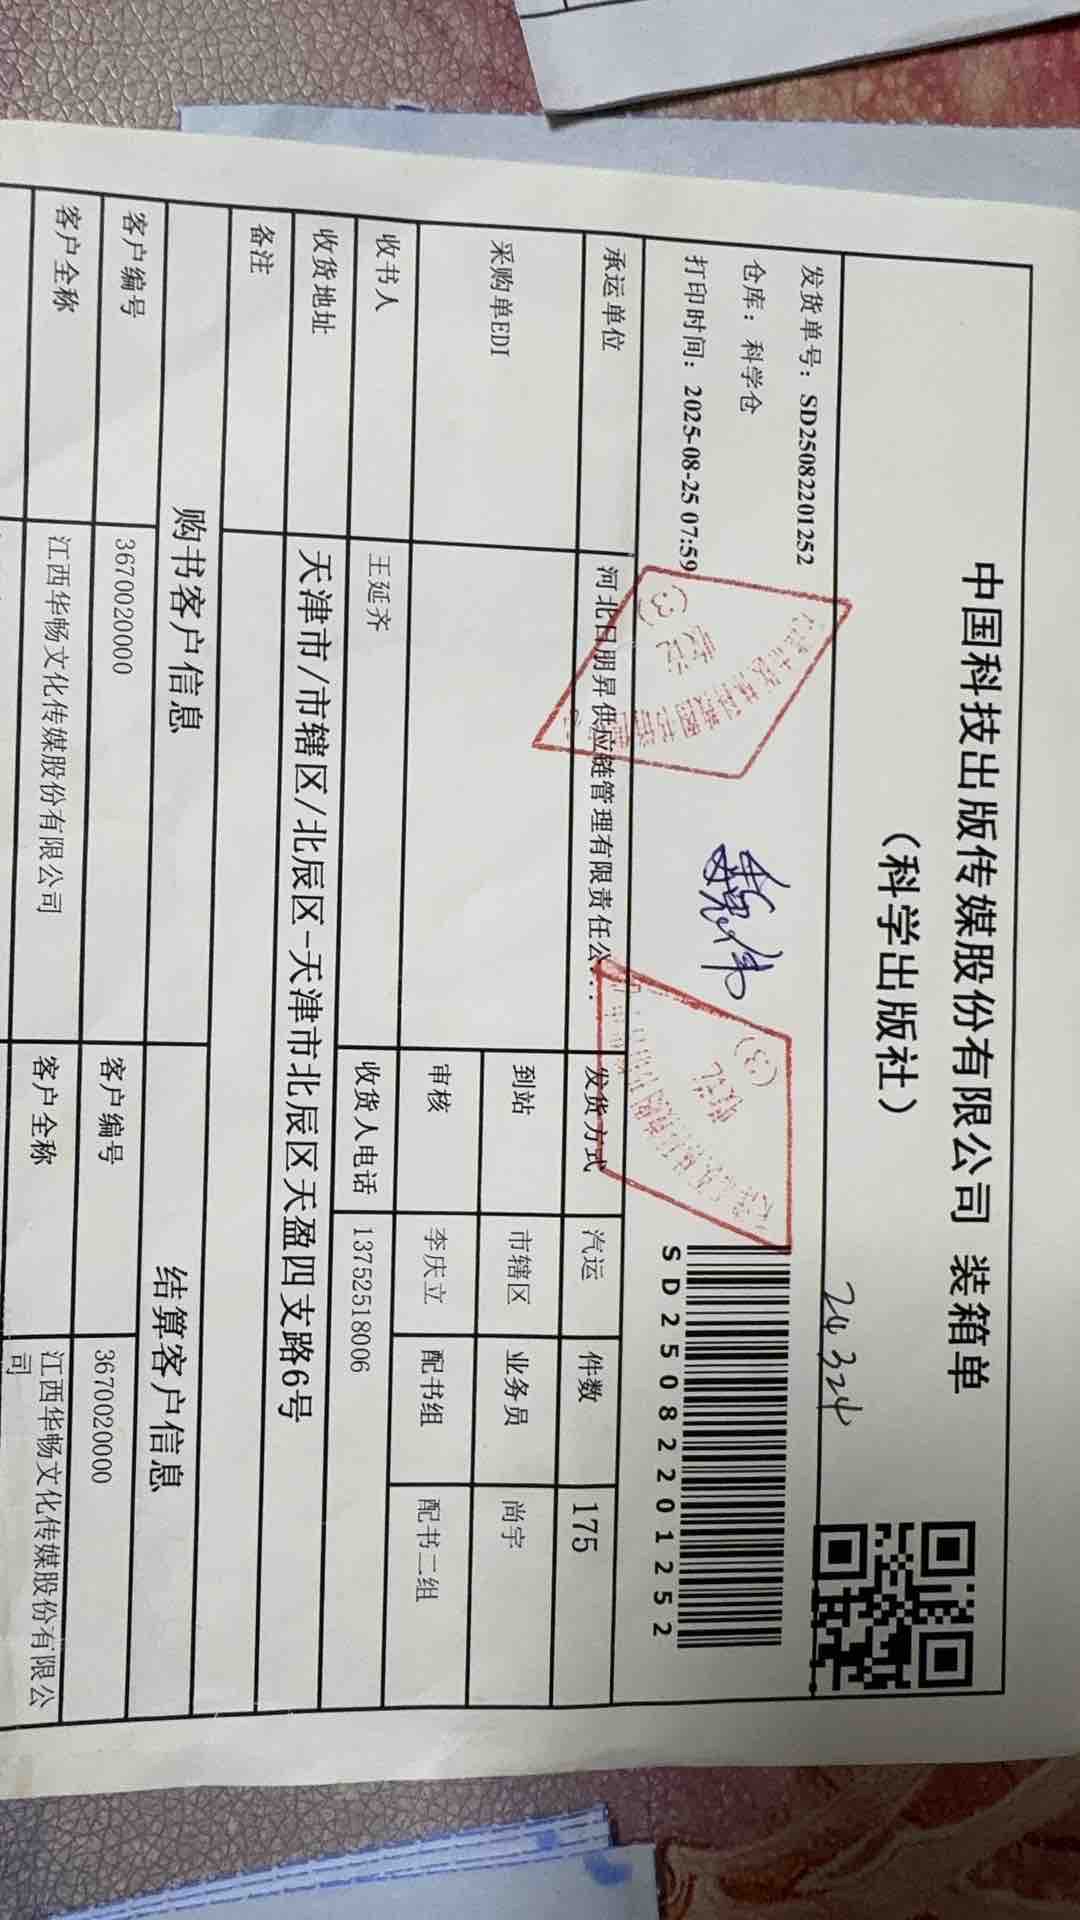 中国科技出版传媒股份有限公司 装箱单
（科学出版社）
24 324
发货单号：SD25082201252
仓库：科学仓
打印时间：2025-08-25 07:59
SD25082201252
承运单位 河北日朋昇供应链管理有限责任公... 发货方式 汽运 件数 175
采购单EDI 到站 市辖区 业务员 尚宇
审核 李庆立 配书组 配书二组
收书人 王延齐 收货人电话 13752518006
收货地址 天津市/市辖区/北辰区-天津市北辰区天盈四支路6号
备注
购书客户信息 结算客户信息
客户编号 3670020000 客户编号 3670020000
客户全称 江西华畅文化传媒股份有限公司 客户全称 江西华畅文化传媒股份有限公
司